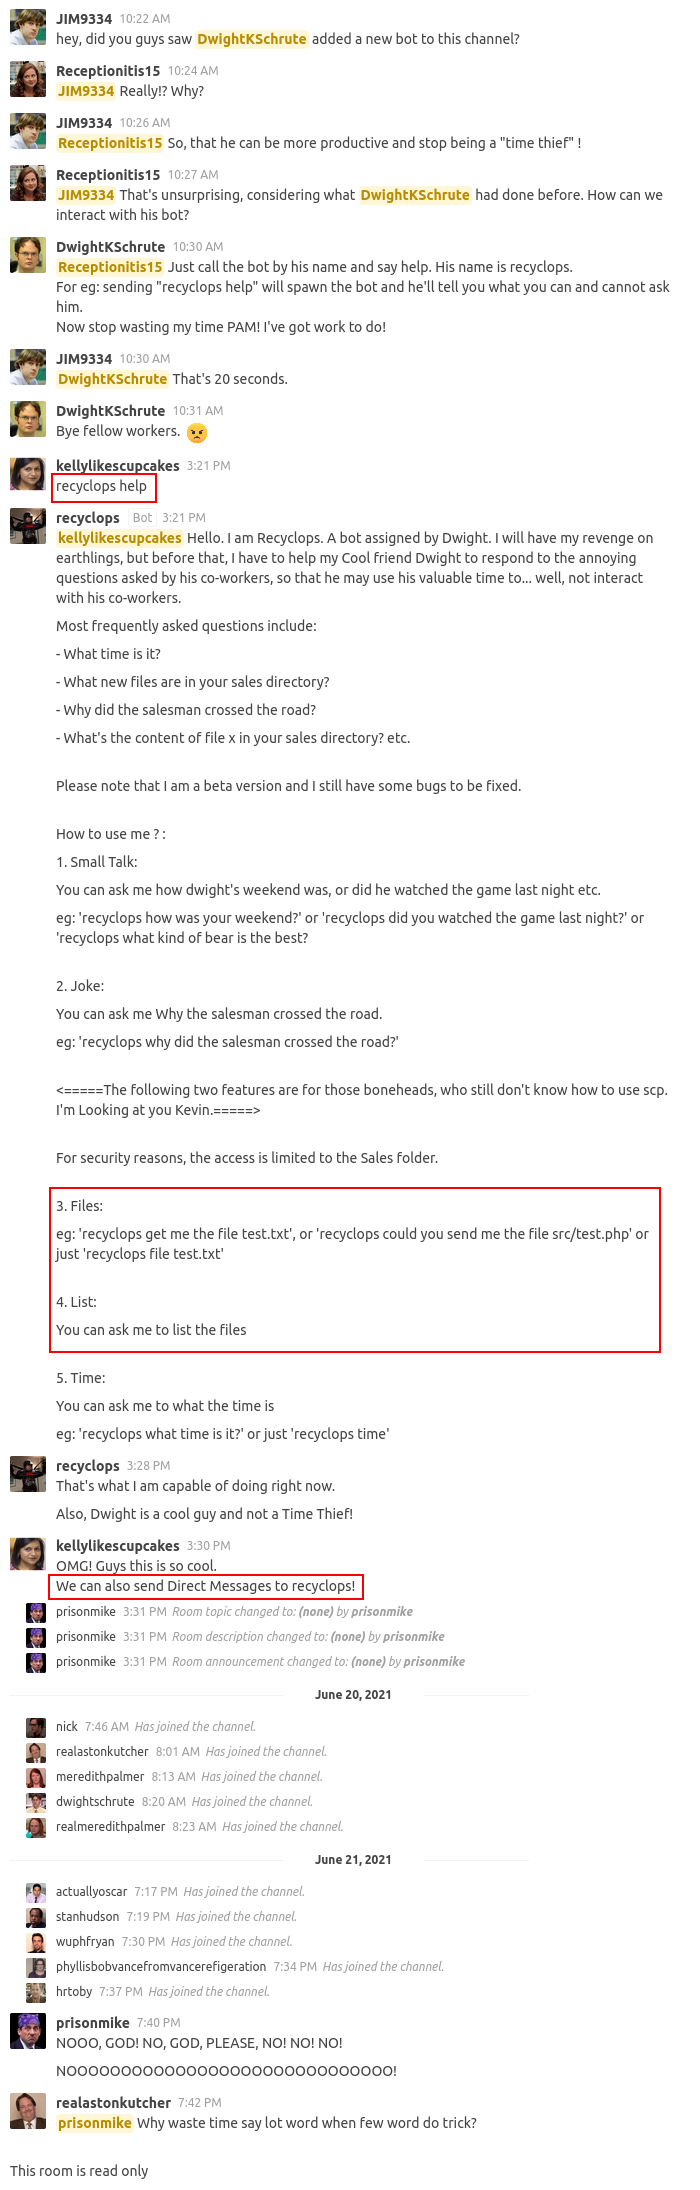 JIM9334 10:22 AM
hey, did you guys saw DwightKSchrute added a new bot to this channel?
Receptionitis15 10:24 AM
JIM9334 Really!? Why?
JIM9334 10:26 AM
Receptionitis15 So, that he can be more productive and stop being a "time thief" !
Receptionitis15 10:27 AM
JIM9334 That's unsurprising, considering what DwightKSchrute had done before. How can we
interact with his bot?
DwightKSchrute 10:30 AM
Receptionitis15 Just call the bot by his name and say help. His name is recyclops.
For eg: sending "recyclops help" will spawn the bot and he'll tell you what you can and cannot ask
him.
Now stop wasting my time PAM! I've got work to do!
JIM9334 10:30 AM
DwightKSchrute That's 20 seconds.
DwightKSchrute 10:31 AM
Bye fellow workers. 😠
kellylikescupcakes 3:21 PM
recyclops help
recyclops Bot 3:21 PM
kellylikescupcakes Hello. I am Recyclops. A bot assigned by Dwight. I will have my revenge on
earthlings, but before that, I have to help my Cool friend Dwight to respond to the annoying
questions asked by his co-workers, so that he may use his valuable time to... well, not interact
with his co-workers.
Most frequently asked questions include:
- What time is it?
- What new files are in your sales directory?
- Why did the salesman crossed the road?
- What's the content of file x in your sales directory? etc.
Please note that I am a beta version and I still have some bugs to be fixed.
How to use me ? :
1. Small Talk:
You can ask me how dwight's weekend was, or did he watched the game last night etc.
eg: 'recyclops how was your weekend?' or 'recyclops did you watched the game last night?' or
'recyclops what kind of bear is the best?
2. Joke:
You can ask me Why the salesman crossed the road.
eg: 'recyclops why did the salesman crossed the road?'
<=====The following two features are for those boneheads, who still don't know how to use scp.
I'm Looking at you Kevin.=====>
For security reasons, the access is limited to the Sales folder.
3. Files:
eg: 'recyclops get me the file test.txt', or 'recyclops could you send me the file src/test.php' or
just 'recyclops file test.txt'
4. List:
You can ask me to list the files
5. Time:
You can ask me to what the time is
eg: 'recyclops what time is it?' or just 'recyclops time'
recyclops 3:28 PM
That's what I am capable of doing right now.
Also, Dwight is a cool guy and not a Time Thief!
kellylikescupcakes 3:30 PM
OMG! Guys this is so cool.
We can also send Direct Messages to recyclops!
prisonmike 3:31 PM Room topic changed to: (none) by prisonmike
prisonmike 3:31 PM Room description changed to: (none) by prisonmike
prisonmike 3:31 PM Room announcement changed to: (none) by prisonmike
June 20, 2021
nick 7:46 AM Has joined the channel.
realastonkutcher 8:01 AM Has joined the channel.
meredithpalmer 8:13 AM Has joined the channel.
dwightschrute 8:20 AM Has joined the channel.
realmeredithpalmer 8:23 AM Has joined the channel.
June 21, 2021
actuallyoscar 7:17 PM Has joined the channel.
stanhudson 7:19 PM Has joined the channel.
wuphfryan 7:30 PM Has joined the channel.
phyllisbobvancefromvancerefigeration 7:34 PM Has joined the channel.
hrtoby 7:37 PM Has joined the channel.
prisonmike 7:40 PM
NOOO, GOD! NO, GOD, PLEASE, NO! NO! NO!
NOOOOOOOOOOOOOOOOOOOOOOOOOOOOOO!
realastonkutcher 7:42 PM
prisonmike Why waste time say lot word when few word do trick?
This room is read only